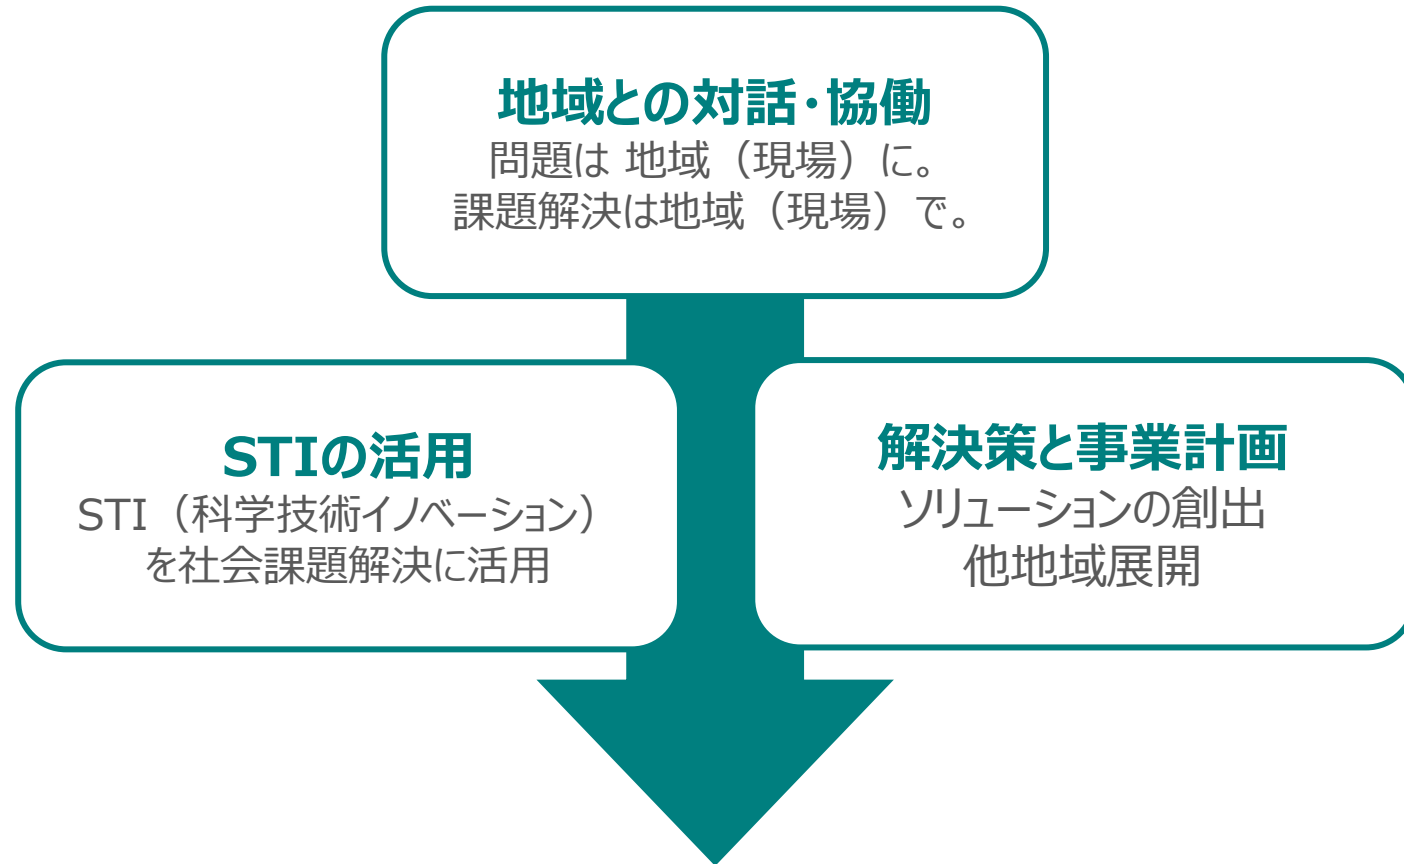 地域との対話・協働
問題は 地域（現場）に。
課題解決は地域（現場）で。
STIの活用
STI（科学技術イノベーション）
を社会課題解決に活用
解決策と事業計画
ソリューションの創出
他地域展開